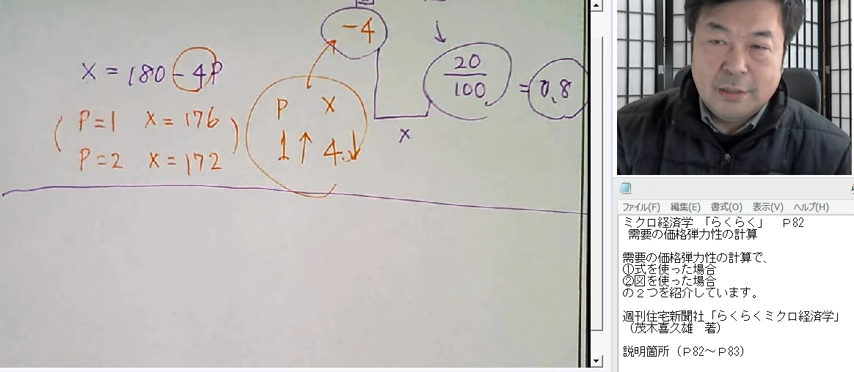 X = 180 - 4P
( P=1 X=176 )
P=2 X=172
P X
1↑ 4↓
-4
x
20
100
= 0.8
ファイル(F) 編集(E) 書式(O) 表示(V) ヘルプ(H)
ミクロ経済学 「らくらく」 P82
需要の価格弾力性の計算
需要の価格弾力性の計算で、
①式を使った場合
②図を使った場合
の2つを紹介しています。
週刊住宅新聞社「らくらくミクロ経済学」
(茂木喜久雄 著)
説明箇所(P82~P83)